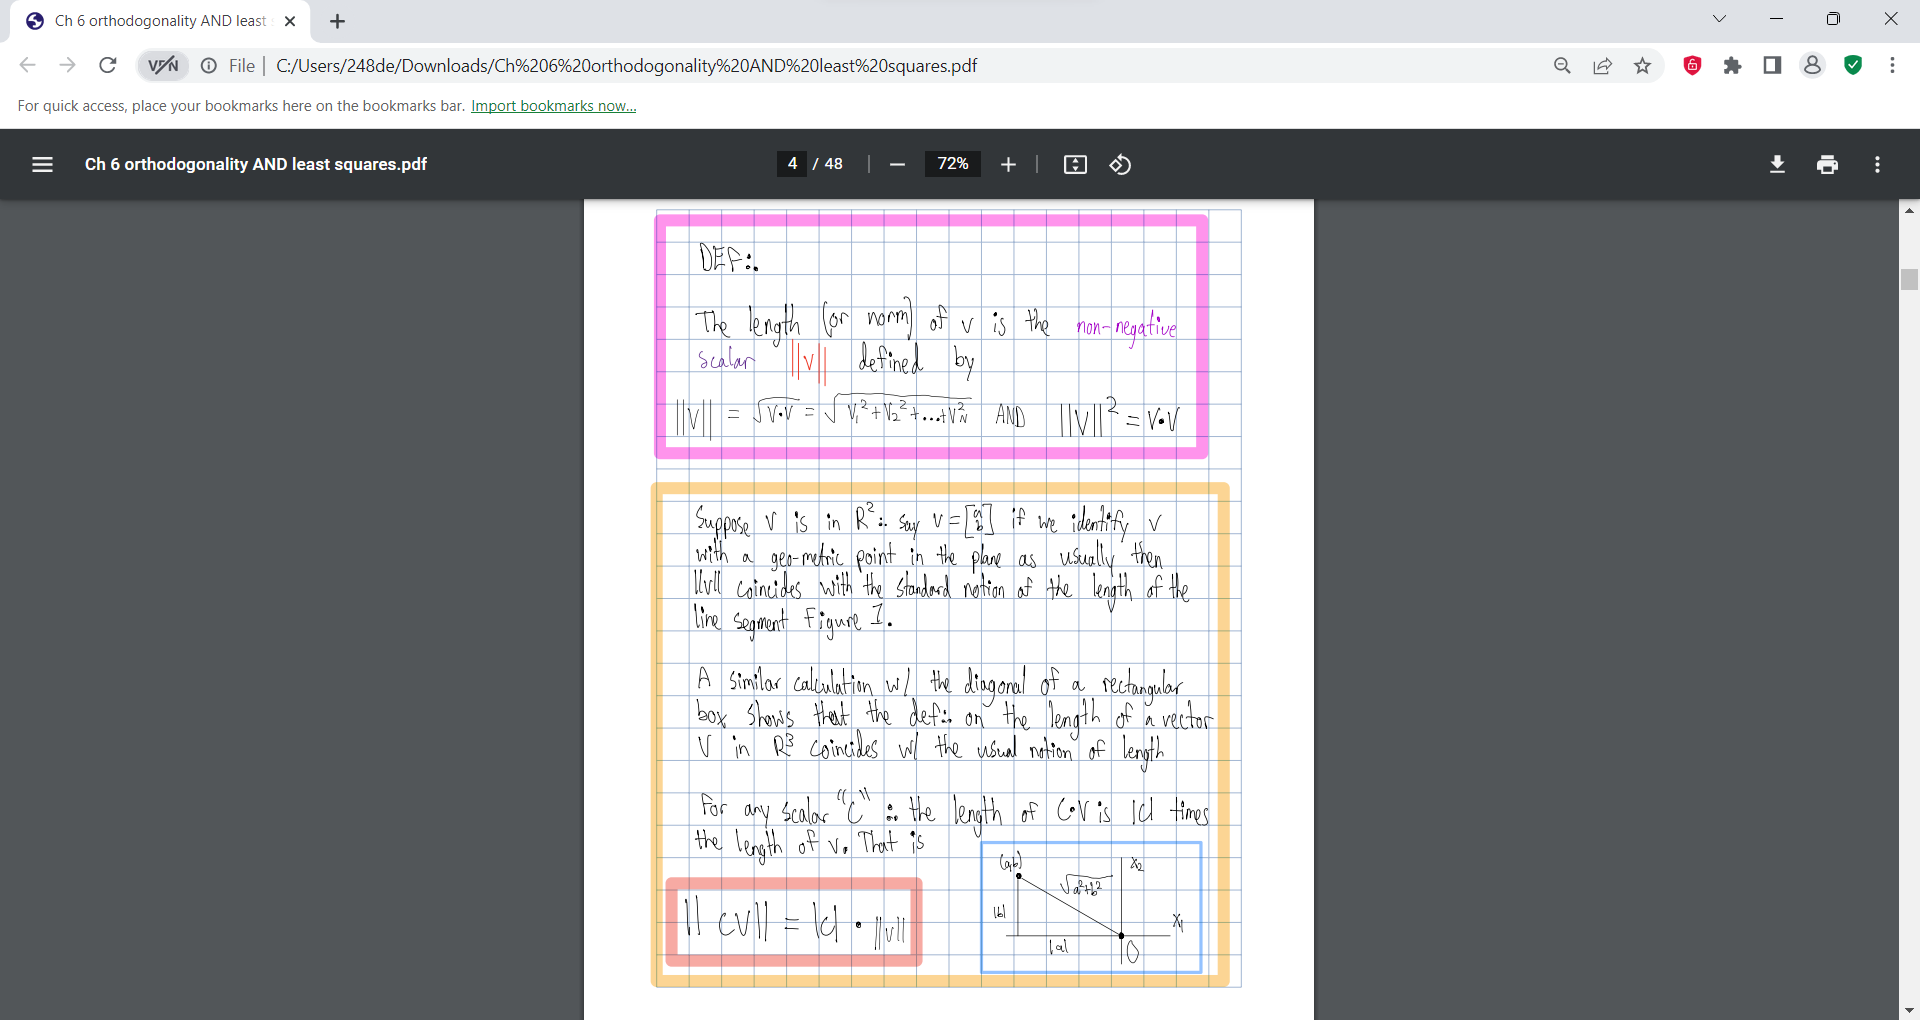 Ch 6 orthodogonality AND least
VPN File C:/Users/248de/Downloads/Ch%206%20orthodogonality%20AND%20least%20squares.pdf
For quick access, place your bookmarks here on the bookmarks bar. Import bookmarks now...
Ch 6 orthodogonality AND least squares.pdf 4 / 48 72%
DEF:.
The length (or norm) of v is the non-negative
scalar ||v|| defined by
||v|| = √v•v = √v₁²+v₂²+...+v²ₙ AND ||v||² = v•v
Suppose v is in R² :. say v = [a b] if we identify v
with a geo-metric point in the plane as usually then
||v|| coincides with the standard notion of the length of the
line segment Figure 1.
A similar calculation w/ the diagonal of a rectangular
box shows that the def:. on the length of a vector
v in R³ coincides w/ the usual notion of length
For any scalar "C" :: the length of C•V is |c| times
the length of v. That is
(a,b) x₂
√a²+b²
|b|
x₁
|a| 0
|| cv|| = |c| • ||v||